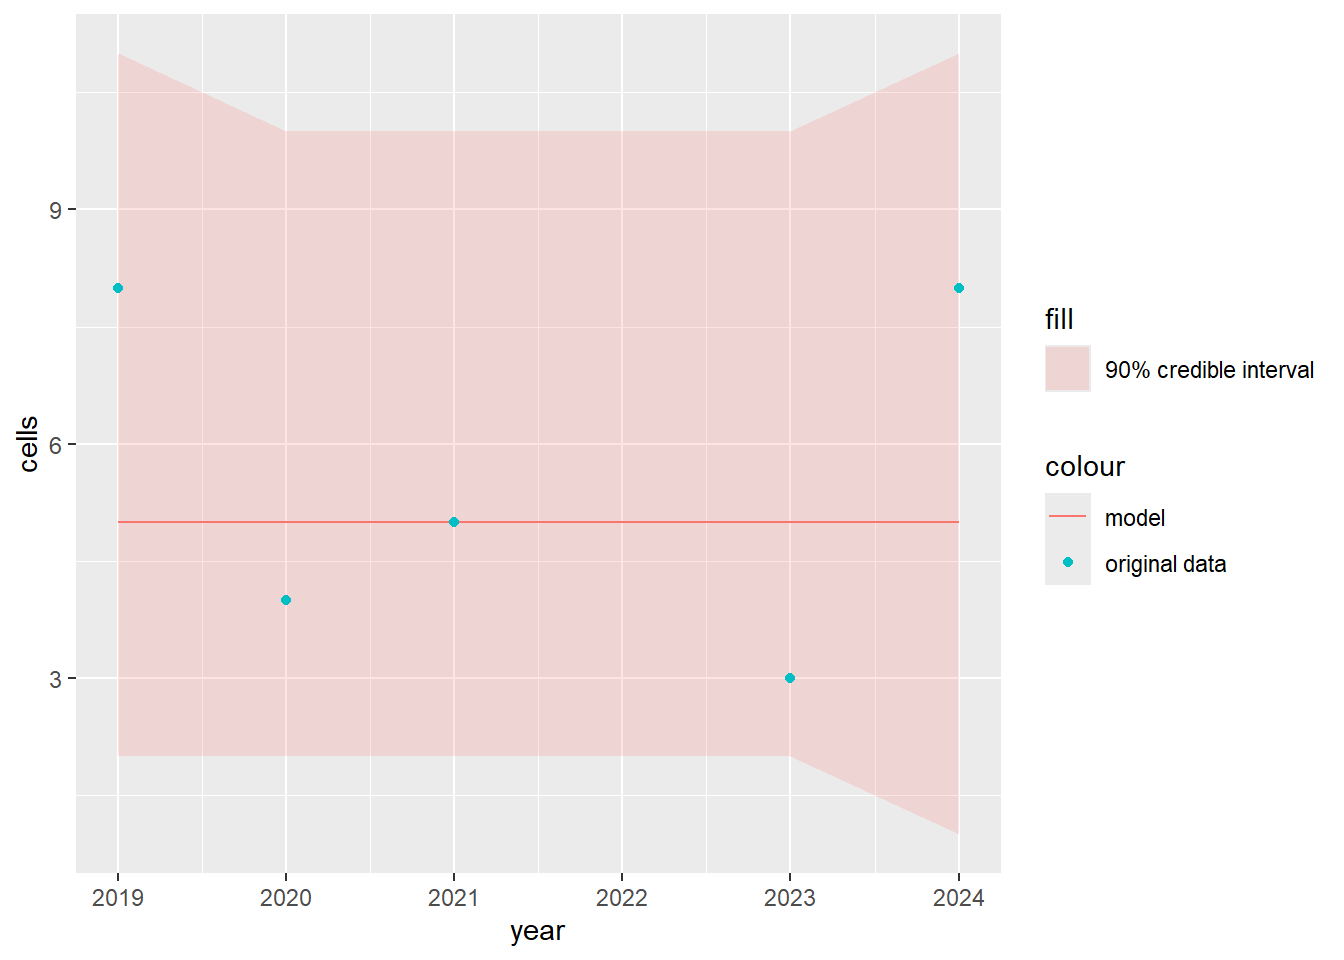 9
6
3
cells
2019 2020 2021 2022 2023 2024
year
fill
90% credible interval
colour
model
original data